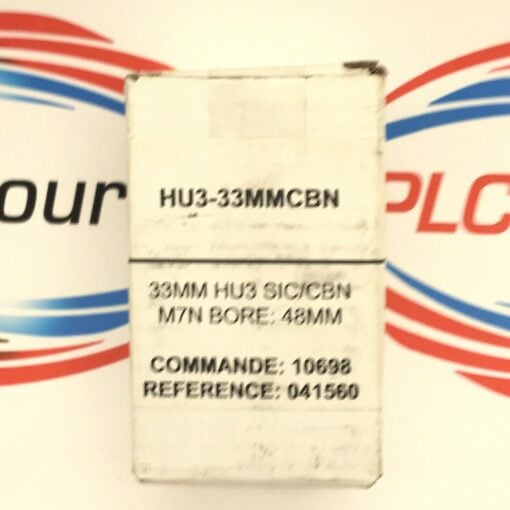 our PLC
HU3-33MMCBN
33MM HU3 SIC/CBN
M7N BORE: 48MM
COMMANDE: 10698
REFERENCE: 041560